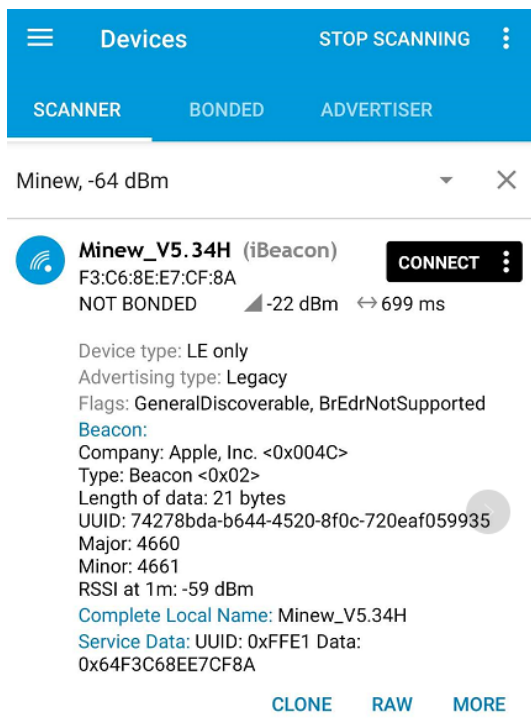 Devices STOP SCANNING
SCANNER BONDED ADVERTISER
Minew, -64 dBm
Minew_V5.34H (iBeacon)
CONNECT
F3:C6:8E:E7:CF:8A
NOT BONDED -22 dBm 699 ms
Device type: LE only
Advertising type: Legacy
Flags: GeneralDiscoverable, BrEdrNotSupported
Beacon:
Company: Apple, Inc. <0x004C>
Type: Beacon <0x02>
Length of data: 21 bytes
UUID: 74278bda-b644-4520-8f0c-720eaf059935
Major: 4660
Minor: 4661
RSSI at 1m: -59 dBm
Complete Local Name: Minew_V5.34H
Service Data: UUID: 0xFFE1 Data:
0x64F3C68EE7CF8A
CLONE RAW MORE